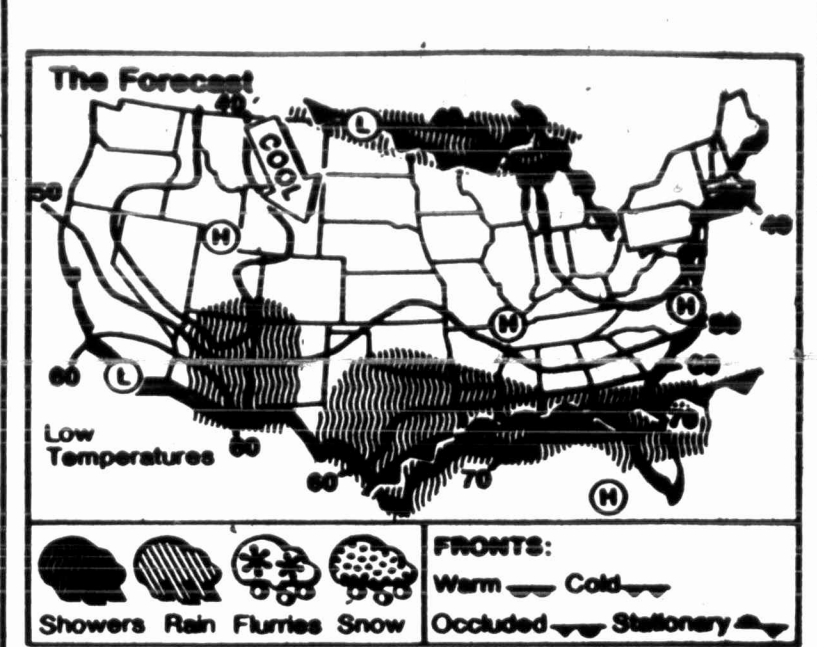 The Forecast
40
L
COOL
50
H
40
H
H
50
60
60
L
70
Low
Temperatures
60
60
70
H
FRONTS:
Warm Cold
Showers Rain Flurries Snow
Occluded Stationary